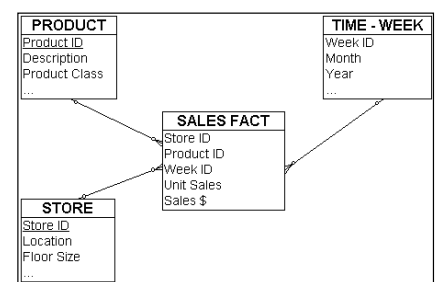 PRODUCT
Product ID
Description
Product Class
...
TIME - WEEK
Week ID
Month
Year
...
SALES FACT
Store ID
Product ID
Week ID
Unit Sales
Sales $
STORE
Store ID
Location
Floor Size
...